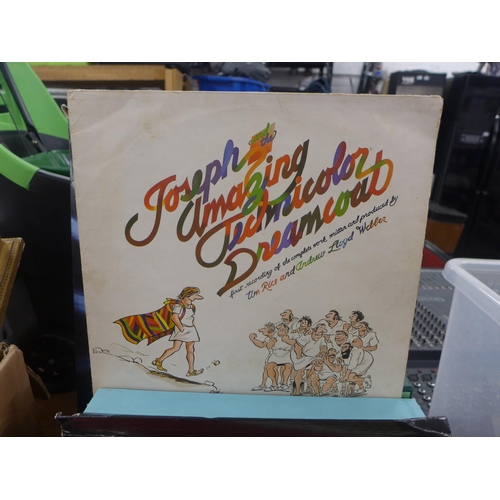 Joseph and the
Amazing
Technicolor
Dreamcoat
first recording of the complete work written and produced by
Tim Rice and Andrew Lloyd Webber